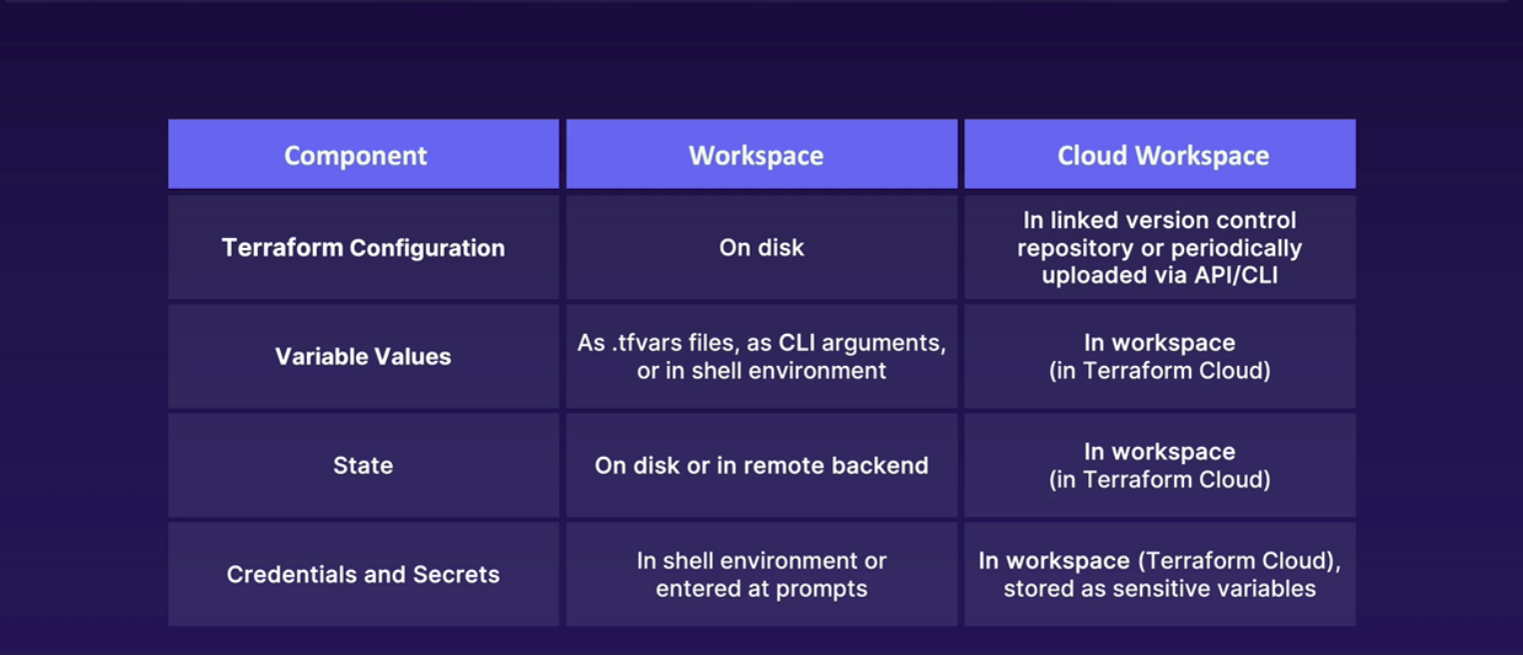 Component
Workspace
Cloud Workspace
Terraform Configuration
On disk
In linked version control
repository or periodically
uploaded via API/CLI
Variable Values
As .tfvars files, as CLI arguments,
or in shell environment
In workspace
(in Terraform Cloud)
State
On disk or in remote backend
In workspace
(in Terraform Cloud)
Credentials and Secrets
In shell environment or
entered at prompts
In workspace (Terraform Cloud),
stored as sensitive variables